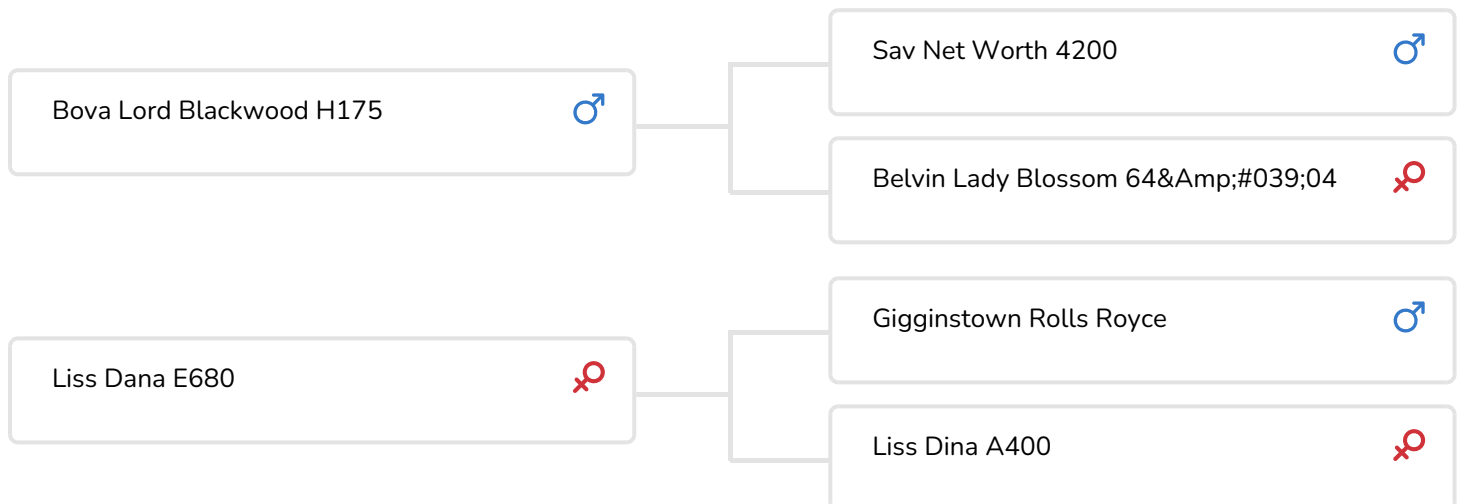 Bova Lord Blackwood H175
Sav Net Worth 4200
Belvin Lady Blossom 64&Amp;#039;04
Liss Dana E680
Gigginstown Rolls Royce
Liss Dina A400